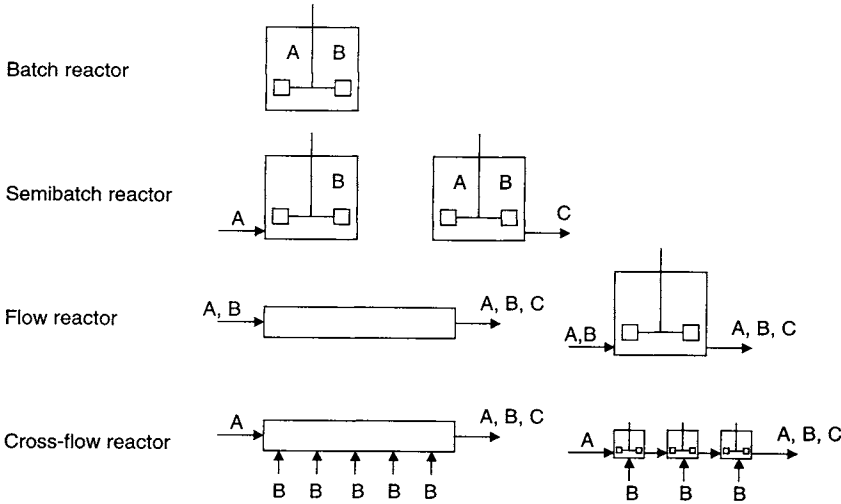 Batch reactor
A B
Semibatch reactor
A
B
A B
C
Flow reactor
A, B
A, B, C
A,B
A, B, C
Cross-flow reactor
A
A, B, C
B B B B B
A
A, B, C
B B B